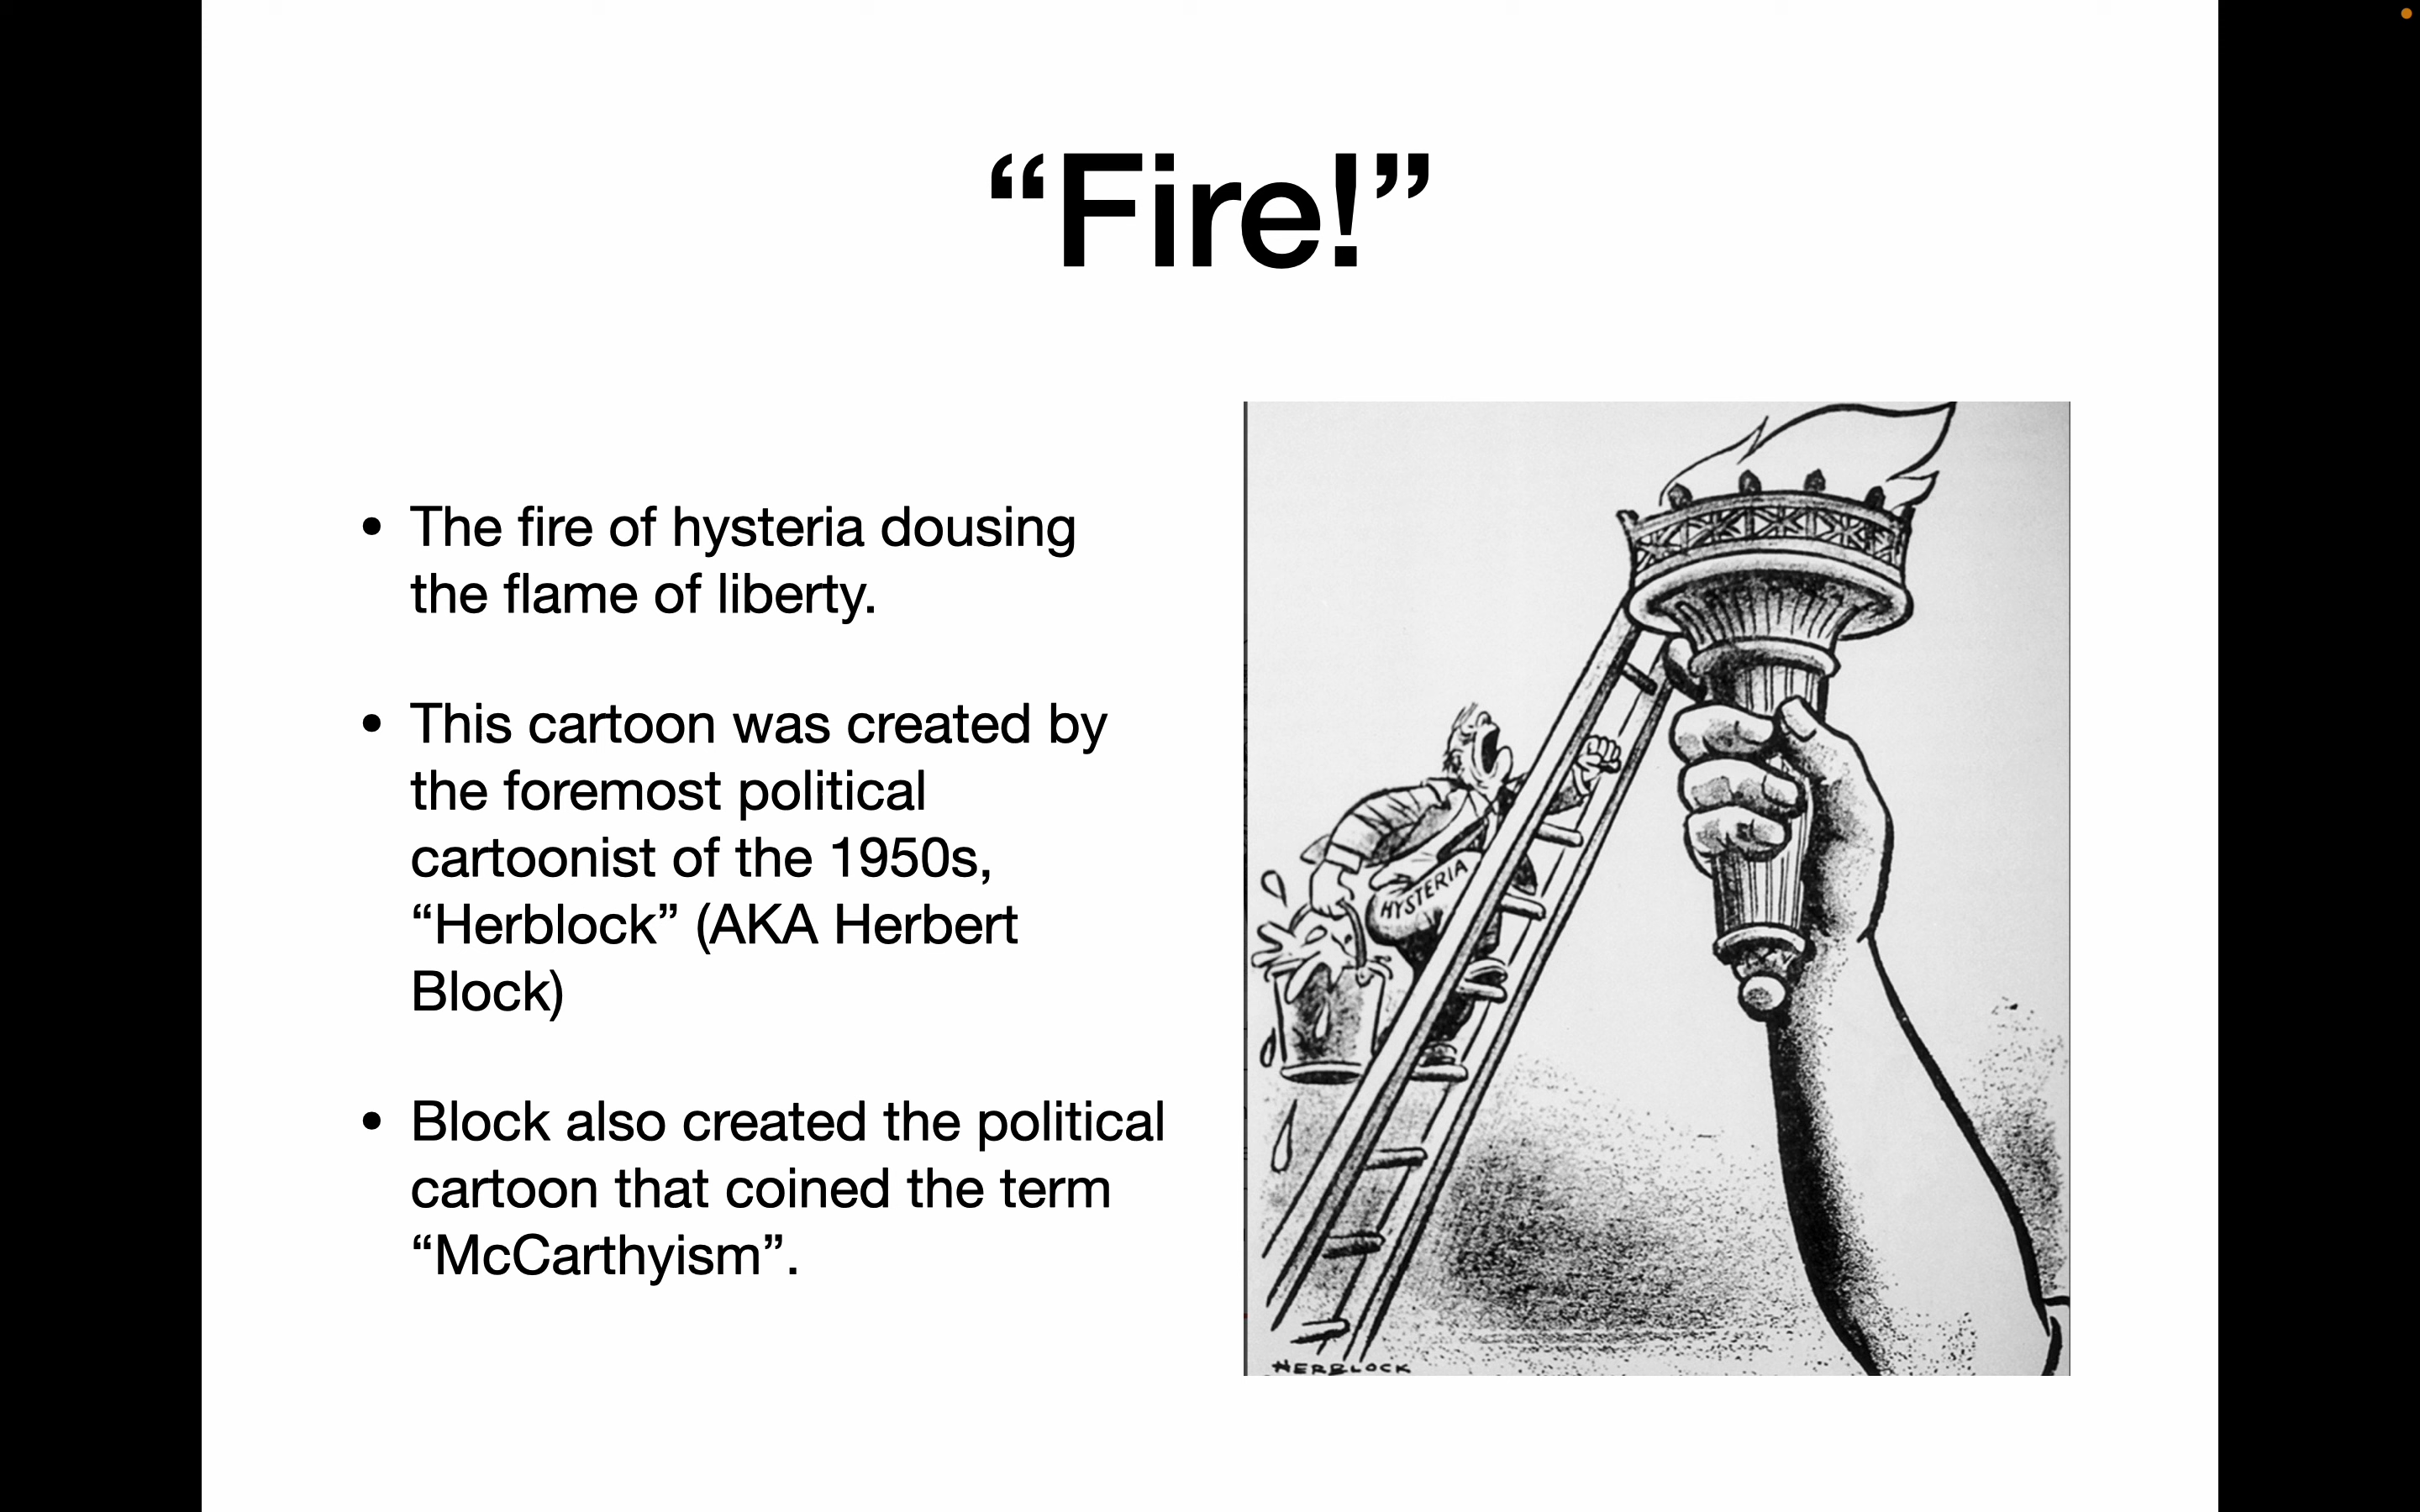 “Fire!”
• The fire of hysteria dousing
the flame of liberty.
• This cartoon was created by
the foremost political
cartoonist of the 1950s,
“Herblock” (AKA Herbert
Block)
• Block also created the political
cartoon that coined the term
“McCarthyism”.
HYSTERIA
HERBLOCK